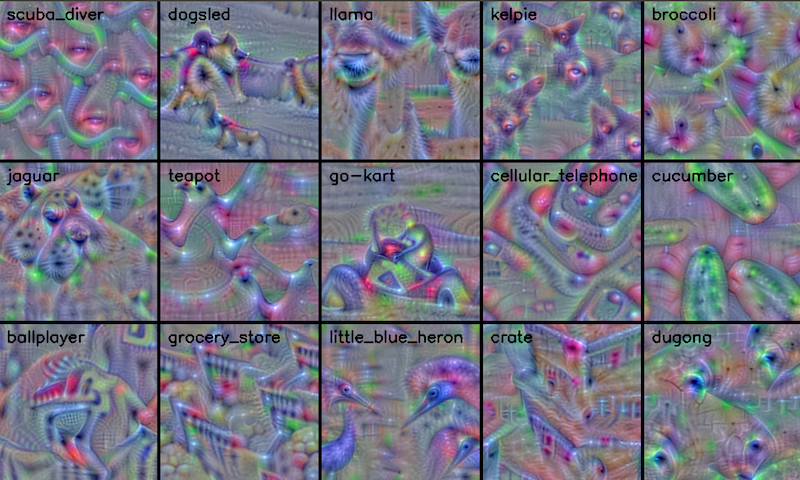 scuba_diver
dogsled
llama
kelpie
broccoli
jaguar
teapot
go-kart
cellular_telephone
cucumber
ballplayer
grocery_store
little_blue_heron
crate
dugong